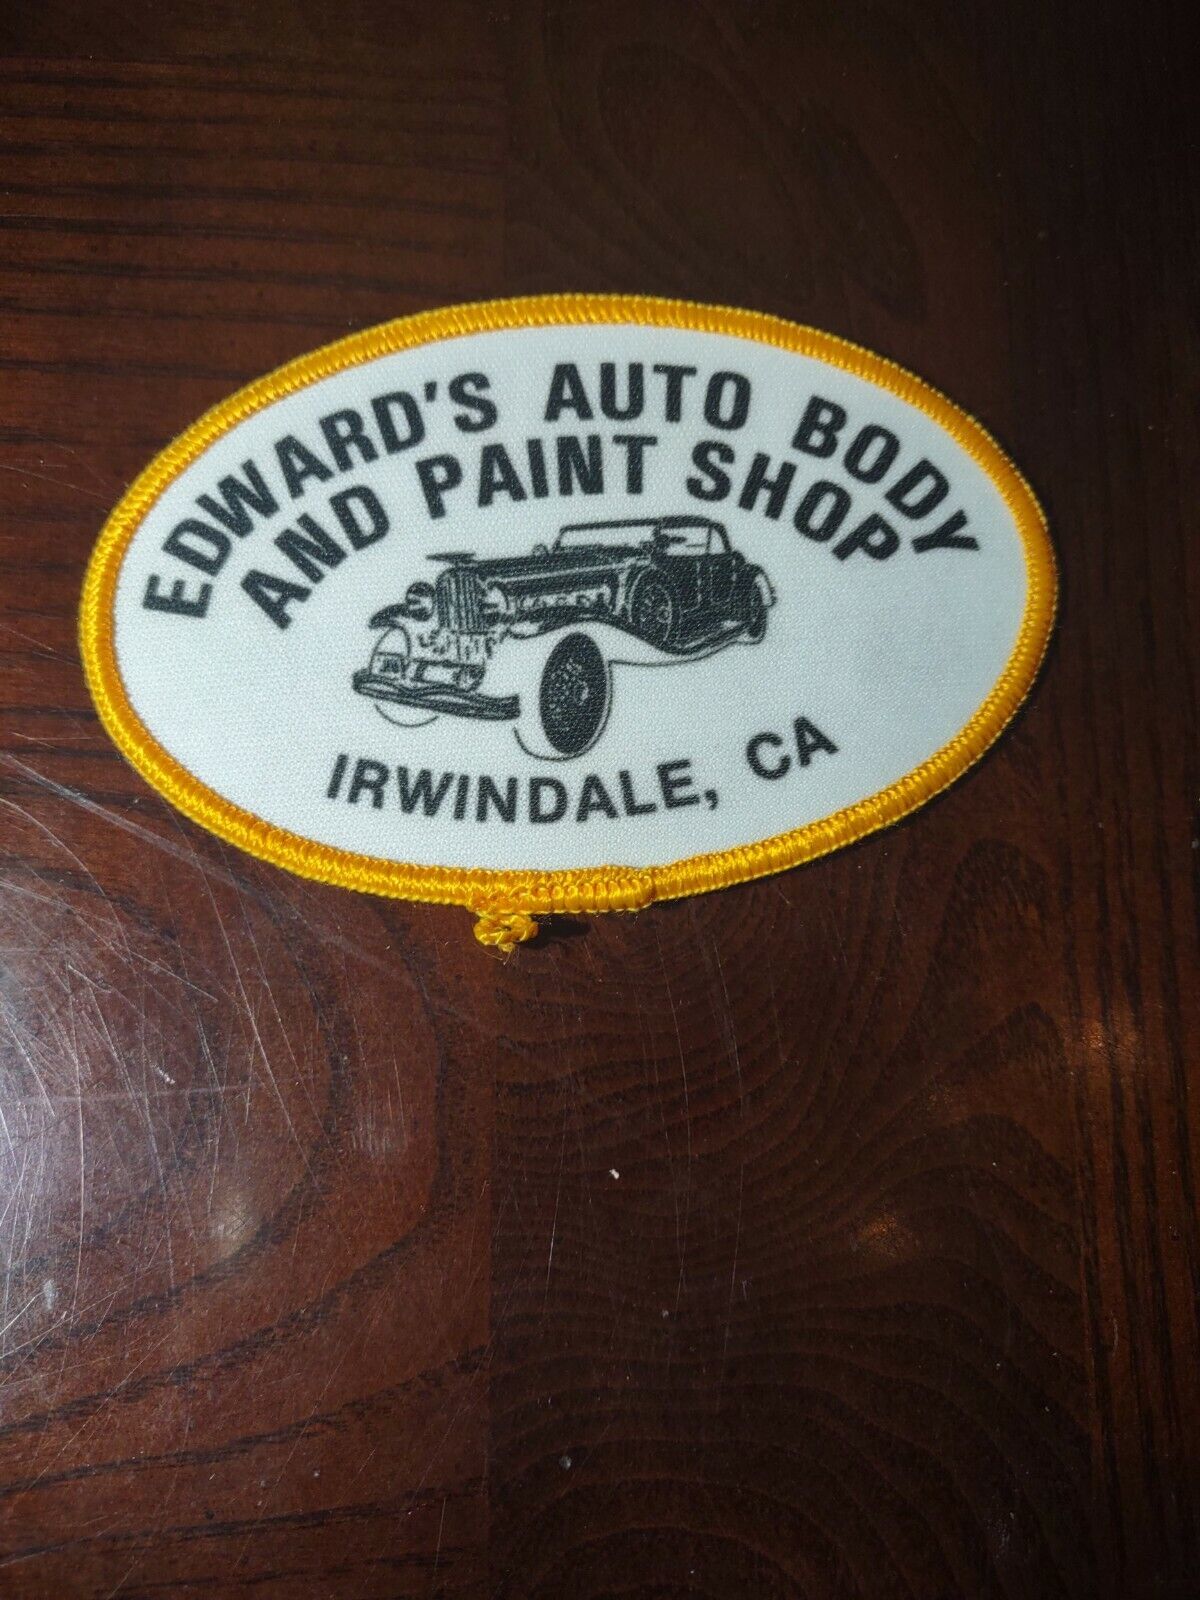 EDWARD'S AUTO BODY
AND PAINT SHOP
IRWINDALE, CA